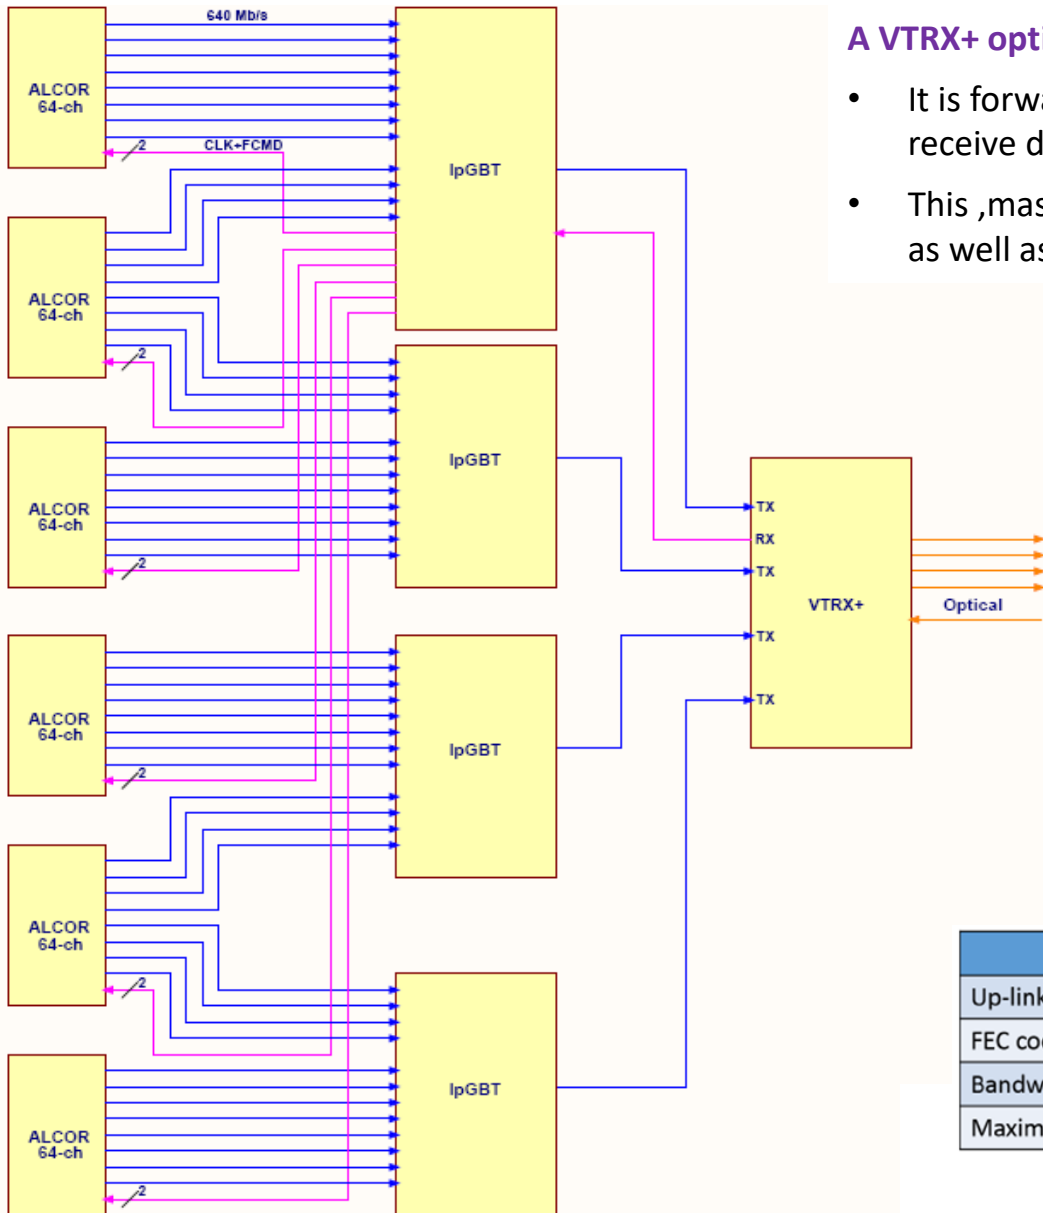 640 Mb/s
ALCOR
64-ch
2
CLK+FCMD
lpGBT
ALCOR
64-ch
2
lpGBT
ALCOR
64-ch
2
ALCOR
64-ch
2
lpGBT
ALCOR
64-ch
2
lpGBT
ALCOR
64-ch
2
TX
RX
TX
VTRX+
TX
TX
Optical
A VTRX+ opti
• It is forwa
receive d
• This ,mas
as well as
Up-link
FEC co
Bandw
Maxim